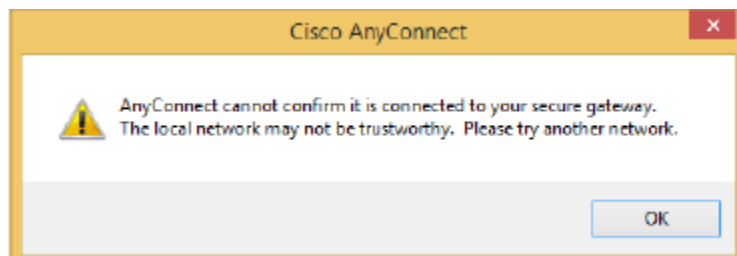 Cisco AnyConnect
AnyConnect cannot confirm it is connected to your secure gateway.
The local network may not be trustworthy.  Please try another network.
OK